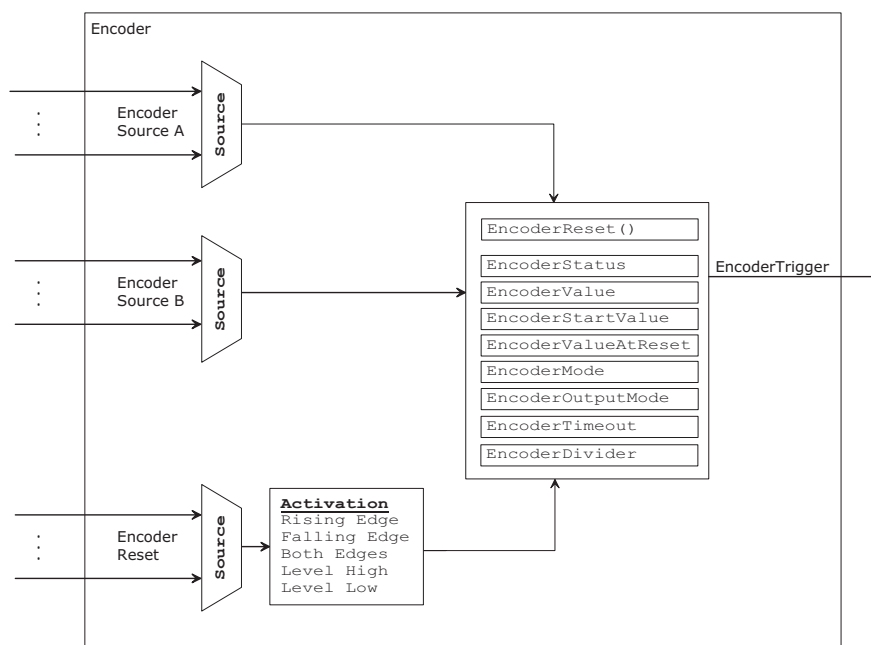 Encoder
Encoder
Source A
Source
EncoderReset()
EncoderStatus
EncoderValue
EncoderStartValue
EncoderValueAtReset
EncoderMode
EncoderOutputMode
EncoderTimeout
EncoderDivider
EncoderTrigger
Encoder
Source B
Source
Encoder
Reset
Source
Activation
Rising Edge
Falling Edge
Both Edges
Level High
Level Low